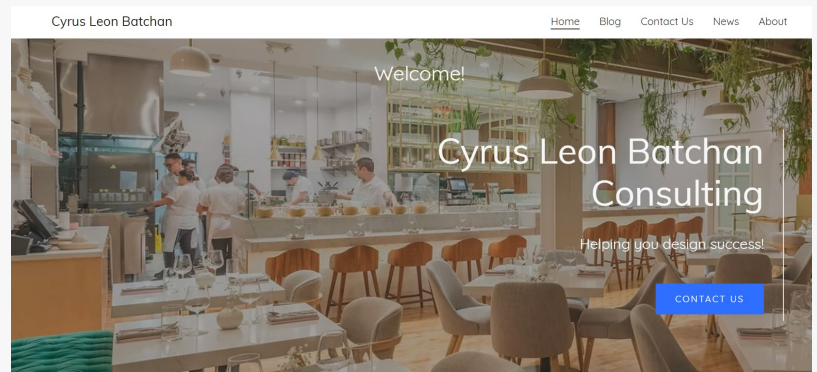 Cyrus Leon Batchan
Home Blog Contact Us News About
Welcome!
Cyrus Leon Batchan
Consulting
Helping you design success!
CONTACT US